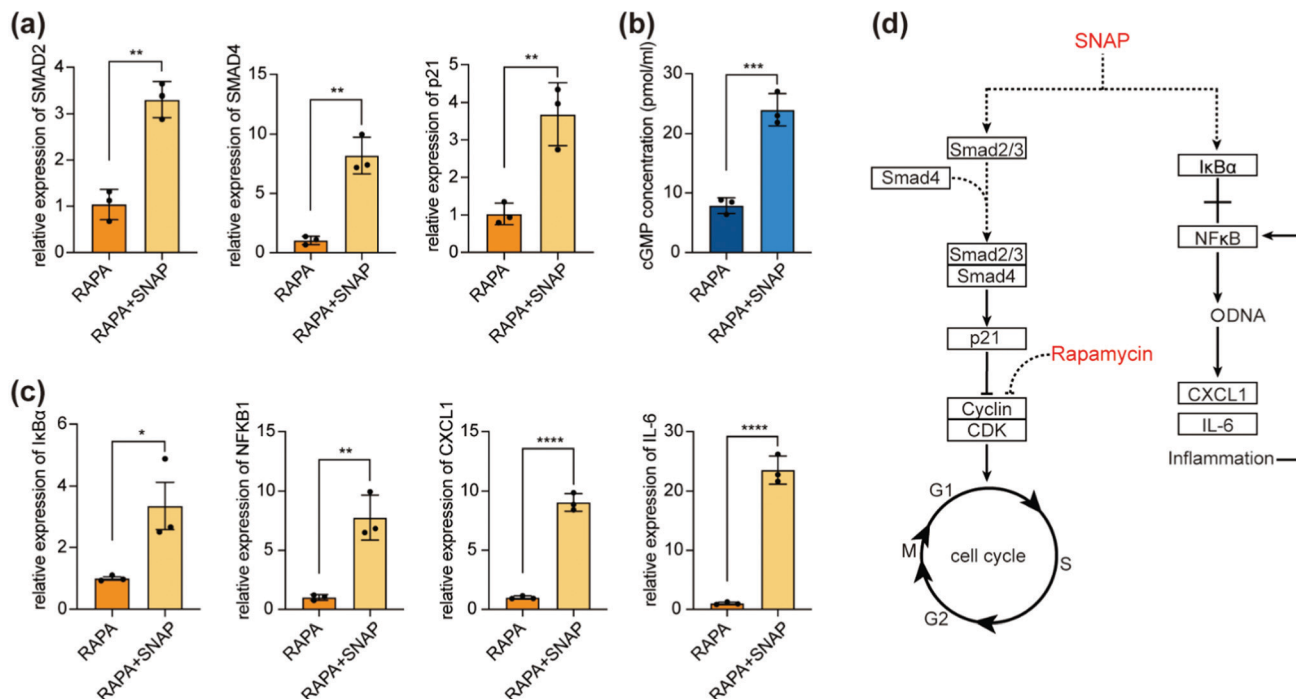 (a)
relative expression of SMAD2
**
4
3
2
1
0
RAPA
RAPA+SNAP
relative expression of SMAD4
**
15
10
5
0
RAPA
RAPA+SNAP
relative expression of p21
**
5
4
3
2
1
0
RAPA
RAPA+SNAP
(b)
cGMP concentration (pmol/ml)
***
30
20
10
0
RAPA
RAPA+SNAP
(c)
relative expression of IκBα
*
6
4
2
0
RAPA
RAPA+SNAP
relative expression of NFKB1
**
15
10
5
0
RAPA
RAPA+SNAP
relative expression of CXCL1
****
15
10
5
0
RAPA
RAPA+SNAP
relative expression of IL-6
****
30
20
10
0
RAPA
RAPA+SNAP
(d)
SNAP
Smad2/3
Smad4
Smad2/3
Smad4
p21
Rapamycin
Cyclin
CDK
G1
S
G2
M
cell cycle
IκBα
NFκB
DNA
CXCL1
IL-6
Inflammation